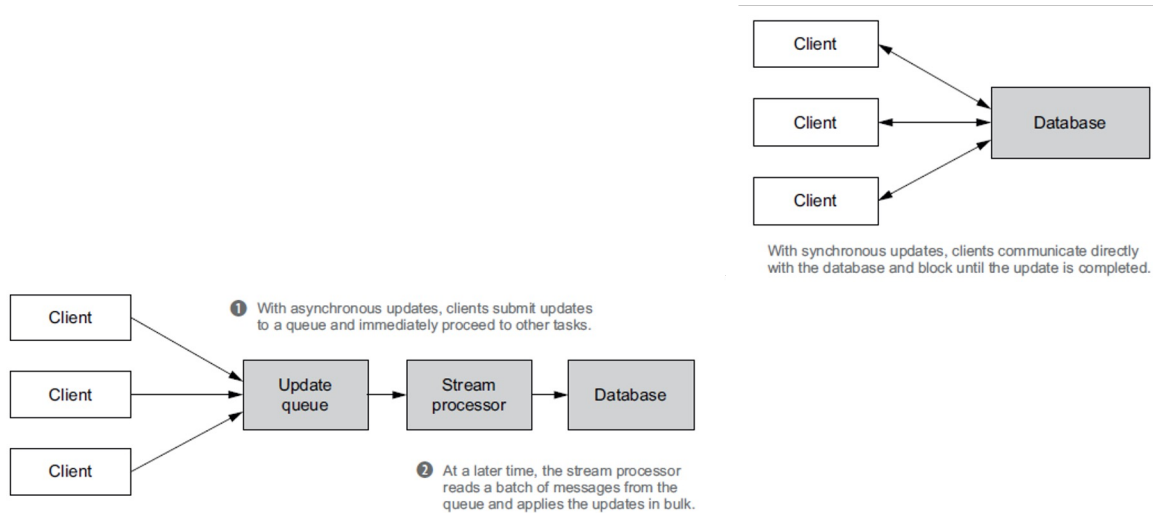 Client
Client
Database
Client
With synchronous updates, clients communicate directly
with the database and block until the update is completed.
❶ With asynchronous updates, clients submit updates
to a queue and immediately proceed to other tasks.
Client
Client
Client
Update
queue
Stream
processor
Database
❷ At a later time, the stream processor
reads a batch of messages from the
queue and applies the updates in bulk.